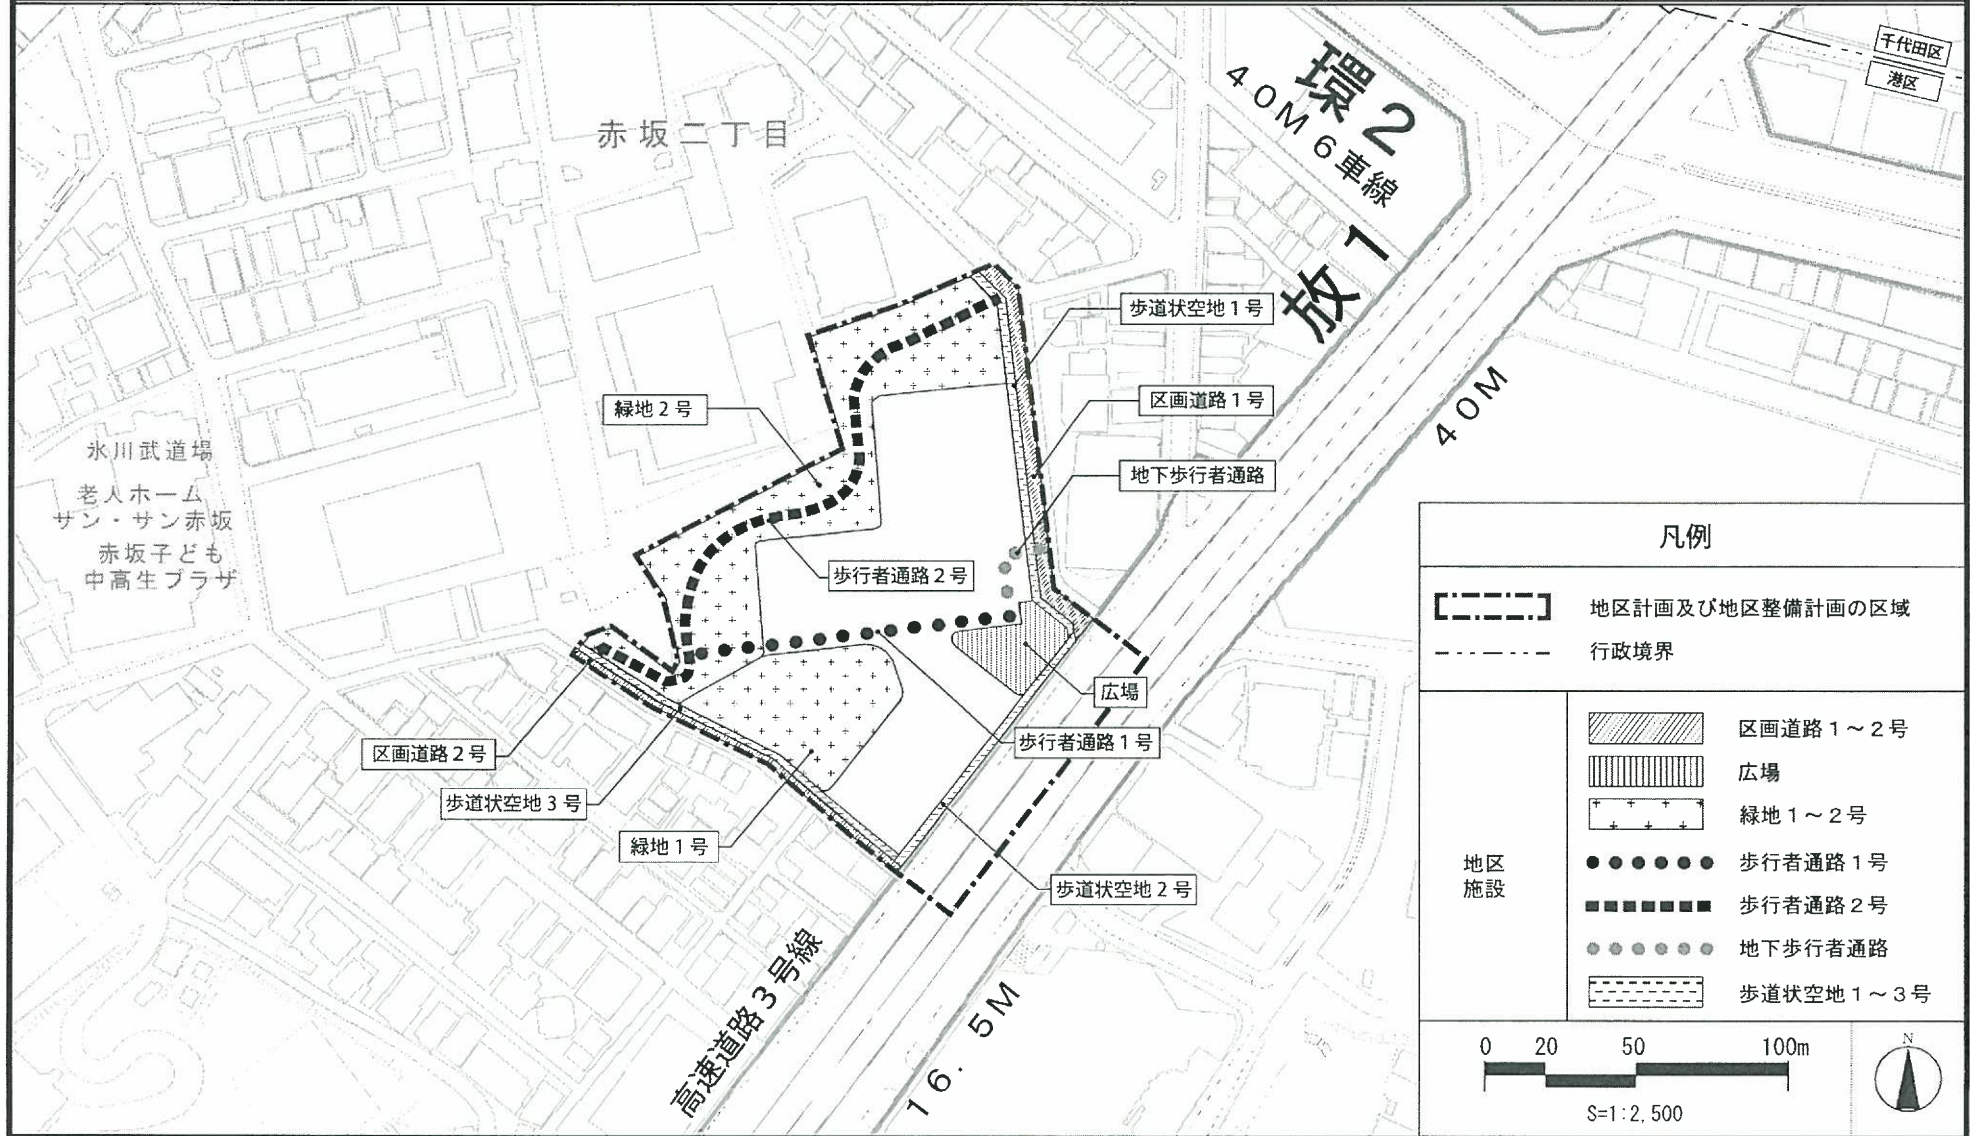 千代田区
港区
環2
40M6車線
赤坂二丁目
放1
歩道状空地1号
区画道路1号
緑地2号
40M
氷川武道場
地下歩行者通路
老人ホーム
サン・サン赤坂
赤坂子ども
中高生プラザ
歩行者通路2号
広場
歩行者通路1号
区画道路2号
歩道状空地3号
緑地1号
歩道状空地2号
高速道路3号線
16.5M
凡例
地区計画及び地区整備計画の区域
行政境界
地区
施設
区画道路1~2号
広場
緑地1~2号
歩行者通路1号
歩行者通路2号
地下歩行者通路
歩道状空地1~3号
0 20 50 100m
S=1:2,500
N